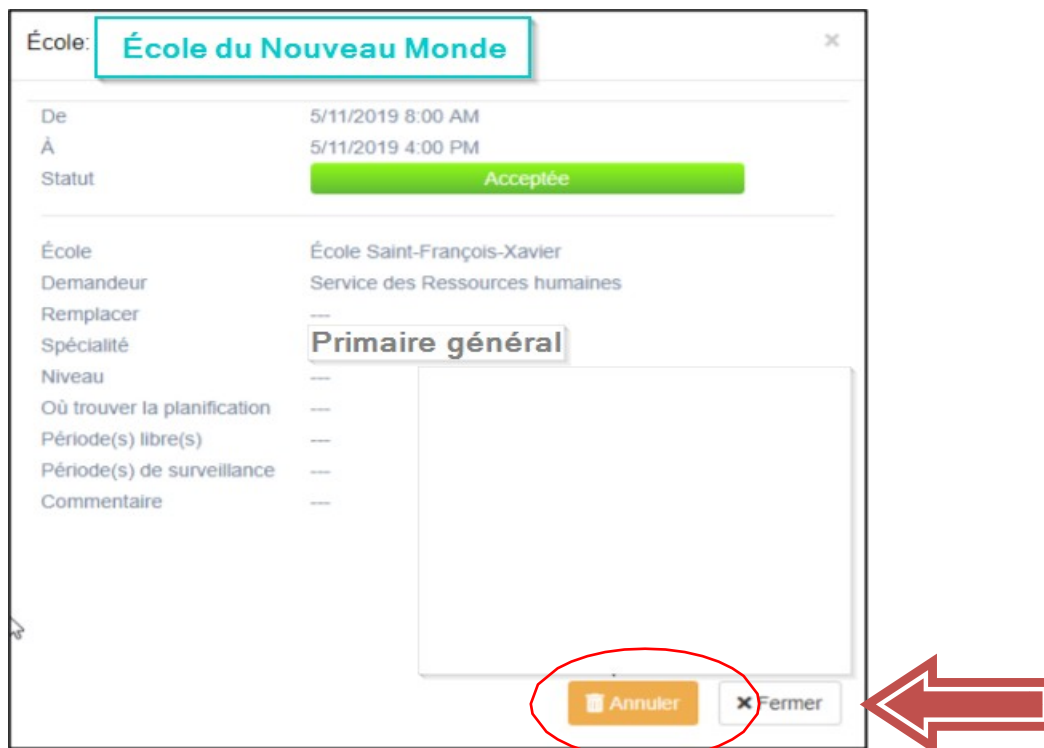 École: École du Nouveau Monde ×
De 5/11/2019 8:00 AM
À 5/11/2019 4:00 PM
Statut Acceptée
École École Saint-François-Xavier
Demandeur Service des Ressources humaines
Remplacer ---
Spécialité Primaire général
Niveau ---
Où trouver la planification ---
Période(s) libre(s) ---
Période(s) de surveillance ---
Commentaire ---
Annuler × Fermer